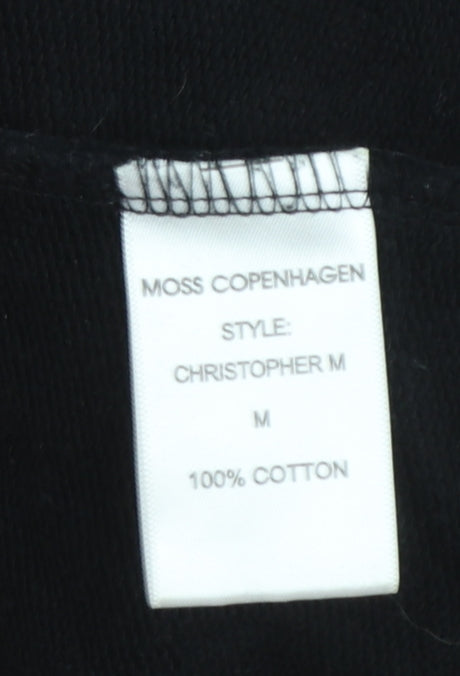 MOSS COPENHAGEN
STYLE:
CHRISTOPHER M
M
100% COTTON